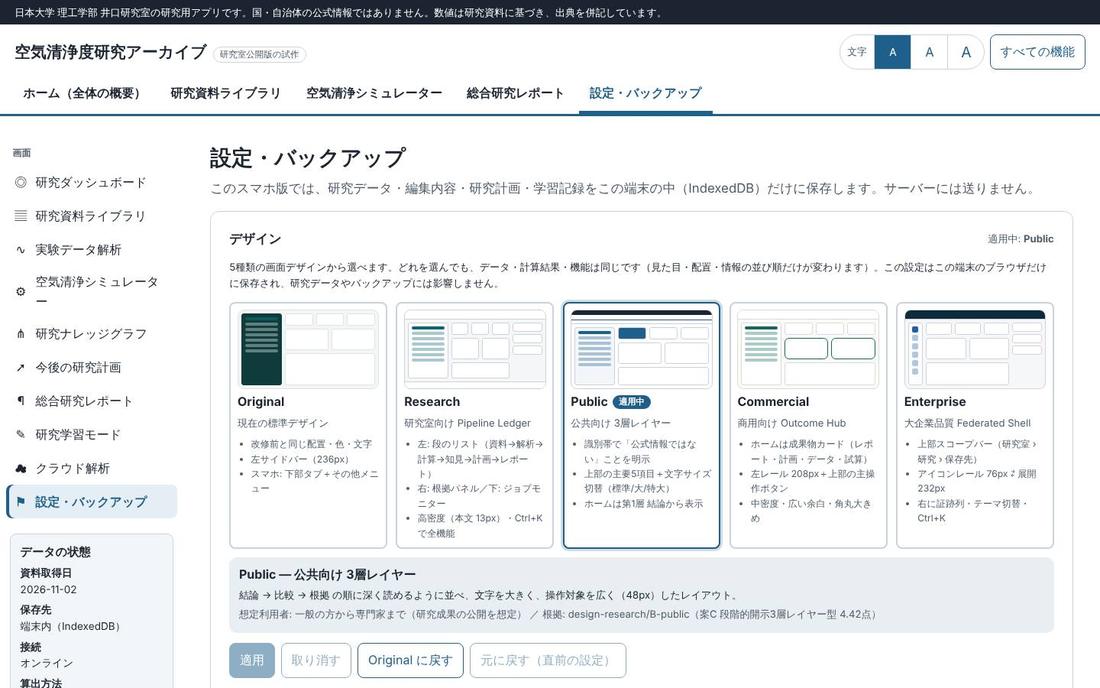 日本大学 理工学部 井口研究室の研究用アプリです。国・自治体の公式情報ではありません。数値は研究資料に基づき、出典を併記しています。
空気清浄度研究アーカイブ 研究室公開版の試作
文字 A A A すべての機能
ホーム（全体の概要） 研究資料ライブラリ 空気清浄シミュレーター 総合研究レポート 設定・バックアップ
画面
◎ 研究ダッシュボード
研究資料ライブラリ
∿ 実験データ解析
⚙ 空気清浄シミュレータ
ー
⋔ 研究ナレッジグラフ
➚ 今後の研究計画
¶ 総合研究レポート
✎ 研究学習モード
クラウド解析
⚑ 設定・バックアップ
データの状態
資料取得日
2026-11-02
保存先
端末内（IndexedDB）
接続
オンライン
算出方法
設定・バックアップ
このスマホ版では、研究データ・編集内容・研究計画・学習記録をこの端末の中（IndexedDB）だけに保存します。サーバーには送りません。
デザイン
適用中: Public
5種類の画面デザインから選べます。どれを選んでも、データ・計算結果・機能は同じです（見た目・配置・情報の並び順だけが変わります）。この設定はこの端末のブラウザだけ
に保存され、研究データやバックアップには影響しません。
Original
現在の標準デザイン
• 改修前と同じ配置・色・文字
• 左サイドバー（236px）
• スマホ: 下部タブ＋その他メニ
ュー
Research
研究室向け Pipeline Ledger
• 左: 段のリスト（資料→解析→
計算→知見→計画→レポー
ト）
• 右: 根拠パネル／下: ジョブモ
ニター
• 高密度（本文 13px）・Ctrl+K
で全機能
Public 適用中
公共向け 3層レイヤー
• 識別帯で「公式情報ではな
い」ことを明示
• 上部の主要5項目＋文字サイズ
切替（標準/大/特大）
• ホームは第1層 結論から表示
Commercial
商用向け Outcome Hub
• ホームは成果物カード（レポ
ート・計画・データ・試算）
• 左レール 208px＋上部の主操
作ボタン
• 中密度・広い余白・角丸大き
め
Enterprise
大企業品質 Federated Shell
• 上部スコープバー（研究室 ›
研究 › 保存先）
• アイコンレール 76px ⇄ 展開
232px
• 右に証跡列・テーマ切替・
Ctrl+K
Public — 公共向け 3層レイヤー
結論 → 比較 → 根拠 の順に深く読めるように並べ、文字を大きく、操作対象を広く（48px）したレイアウト。
想定利用者: 一般の方から専門家まで（研究成果の公開を想定） ／ 根拠: design-research/B-public（案C 段階的開示3層レイヤー型 4.42点）
適用 取り消す Original に戻す 元に戻す（直前の設定）